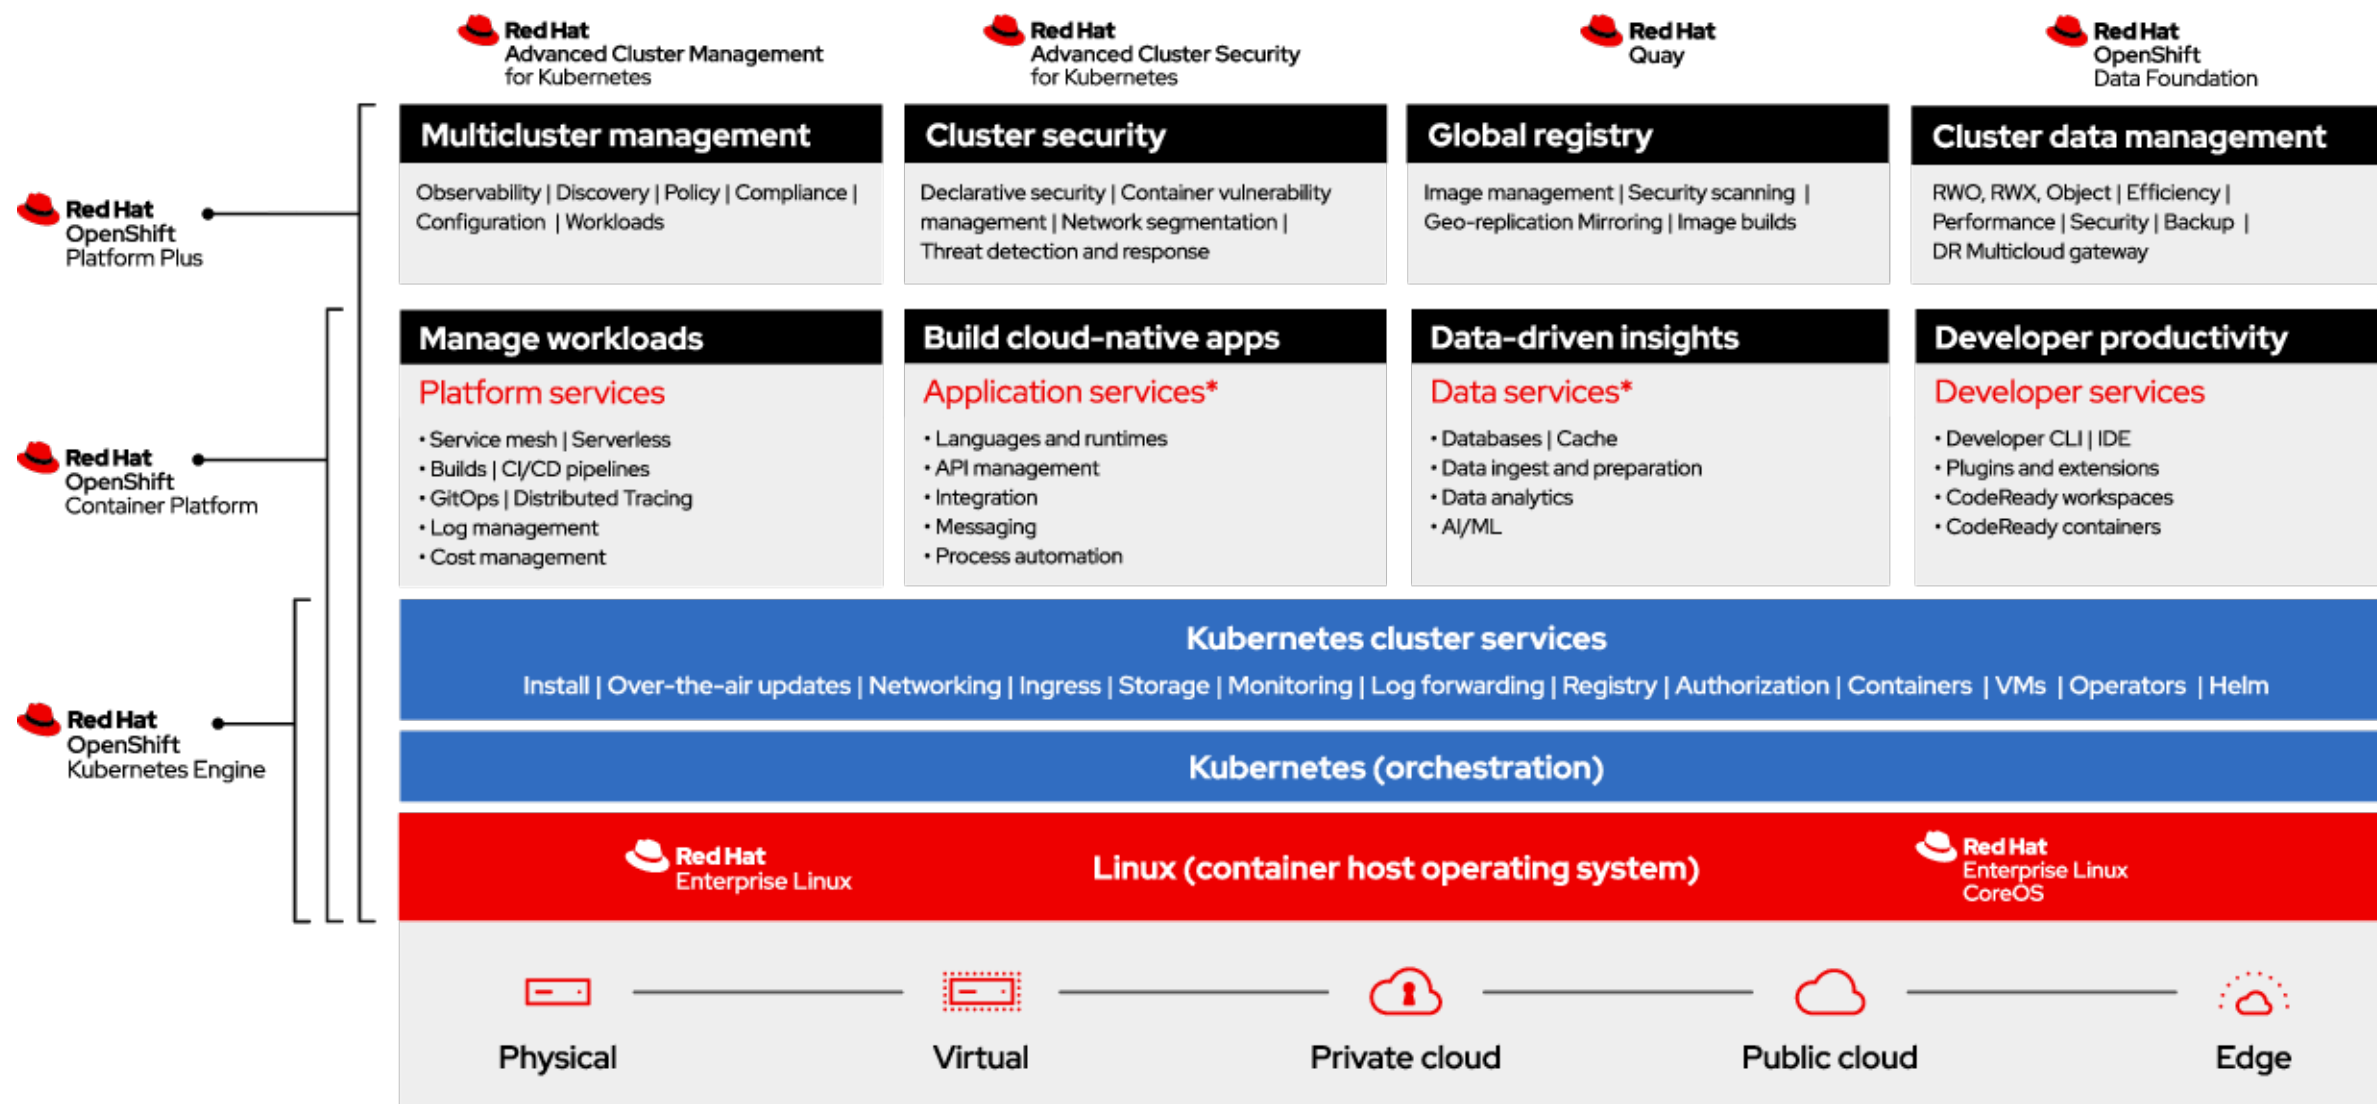 Red Hat
Advanced Cluster Management
for Kubernetes
Red Hat
Advanced Cluster Security
for Kubernetes
Red Hat
Quay
Red Hat
OpenShift
Data Foundation
Red Hat
OpenShift
Platform Plus
Multicluster management
Observability | Discovery | Policy | Compliance |
Configuration | Workloads
Cluster security
Declarative security | Container vulnerability
management | Network segmentation |
Threat detection and response
Global registry
Image management | Security scanning |
Geo-replication Mirroring | Image builds
Cluster data management
RWO, RWX, Object | Efficiency |
Performance | Security | Backup |
DR Multicloud gateway
Red Hat
OpenShift
Container Platform
Manage workloads
Platform services
• Service mesh | Serverless
• Builds | CI/CD pipelines
• GitOps | Distributed Tracing
• Log management
• Cost management
Build cloud-native apps
Application services*
• Languages and runtimes
• API management
• Integration
• Messaging
• Process automation
Data-driven insights
Data services*
• Databases | Cache
• Data ingest and preparation
• Data analytics
• AI/ML
Developer productivity
Developer services
• Developer CLI | IDE
• Plugins and extensions
• CodeReady workspaces
• CodeReady containers
Red Hat
OpenShift
Kubernetes Engine
Kubernetes cluster services
Install | Over-the-air updates | Networking | Ingress | Storage | Monitoring | Log forwarding | Registry | Authorization | Containers | VMs | Operators | Helm
Kubernetes (orchestration)
Red Hat
Enterprise Linux
Linux (container host operating system)
Red Hat
Enterprise Linux
CoreOS
Physical
Virtual
Private cloud
Public cloud
Edge